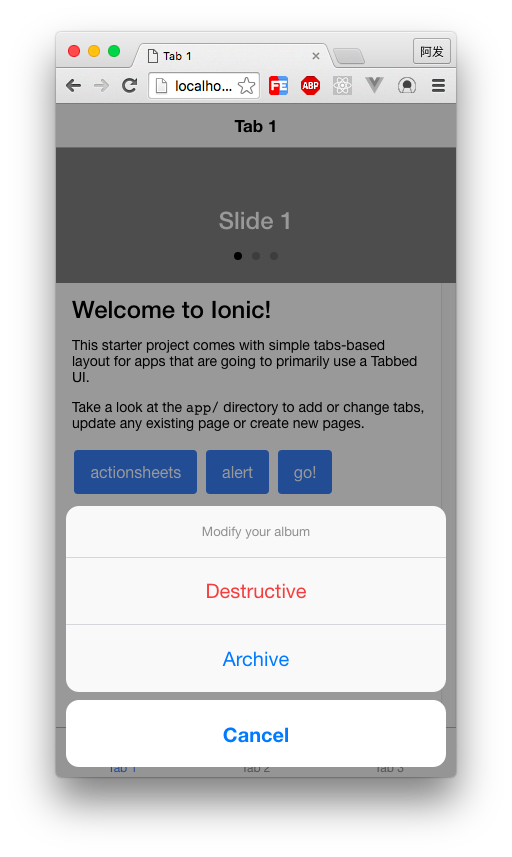 Tab 1
阿发
localho...
FE
ABP
Tab 1
Slide 1
Welcome to Ionic!
This starter project comes with simple tabs-based
layout for apps that are going to primarily use a Tabbed
UI.
Take a look at the app/ directory to add or change tabs,
update any existing page or create new pages.
actionsheets alert go!
Modify your album
Destructive
Archive
Cancel
Tab 1 Tab 2 Tab 3